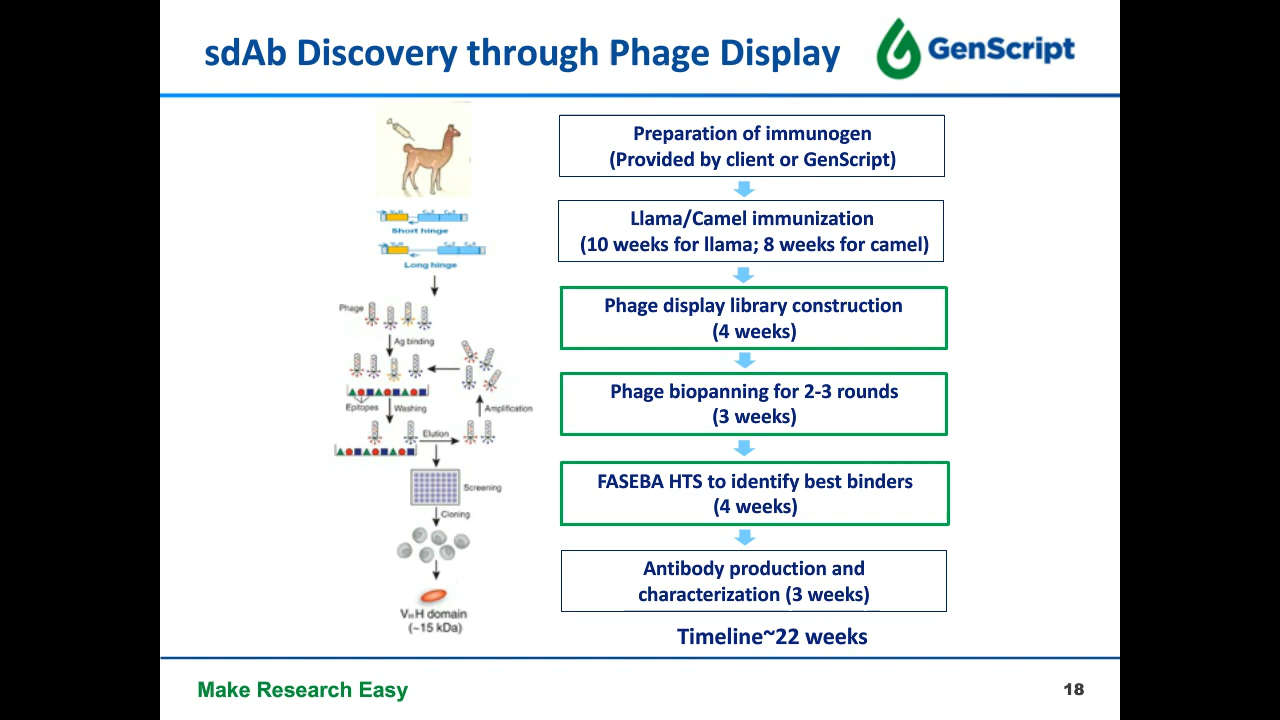 sdAb Discovery through Phage Display
GenScript
Preparation of immunogen
(Provided by client or GenScript)
Llama/Camel immunization
(10 weeks for llama; 8 weeks for camel)
Phage display library construction
(4 weeks)
Phage biopanning for 2-3 rounds
(3 weeks)
FASEBA HTS to identify best binders
(4 weeks)
Antibody production and
characterization (3 weeks)
Timeline~22 weeks
Short hinge
Long hinge
Phage
Ag binding
Epitopes
Washing
Amplification
Elution
Screening
Cloning
VHH domain
(~15 kDa)
Make Research Easy
18